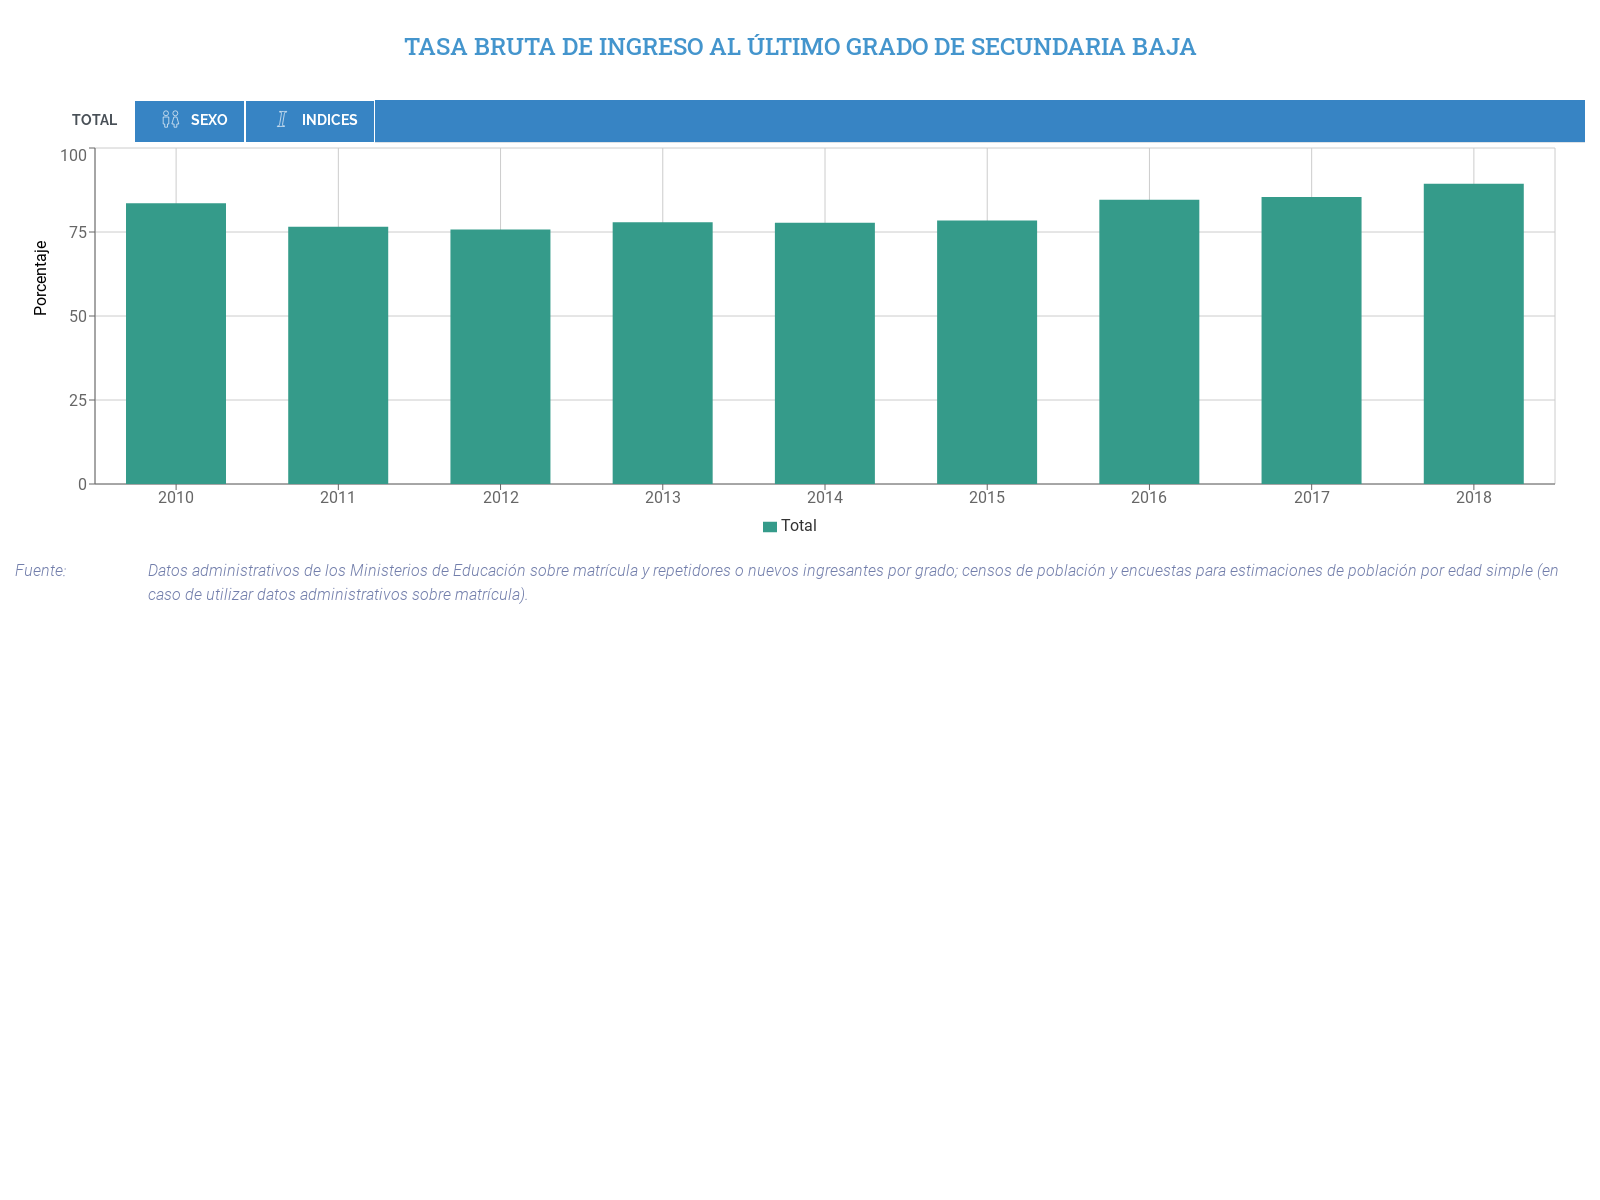 TASA BRUTA DE INGRESO AL ÚLTIMO GRADO DE SECUNDARIA BAJA
TOTAL SEXO INDICES
100
75
50
25
0
Porcentaje
2010 2011 2012 2013 2014 2015 2016 2017 2018
Total
Fuente: Datos administrativos de los Ministerios de Educación sobre matrícula y repetidores o nuevos ingresantes por grado; censos de población y encuestas para estimaciones de población por edad simple (en
caso de utilizar datos administrativos sobre matrícula).